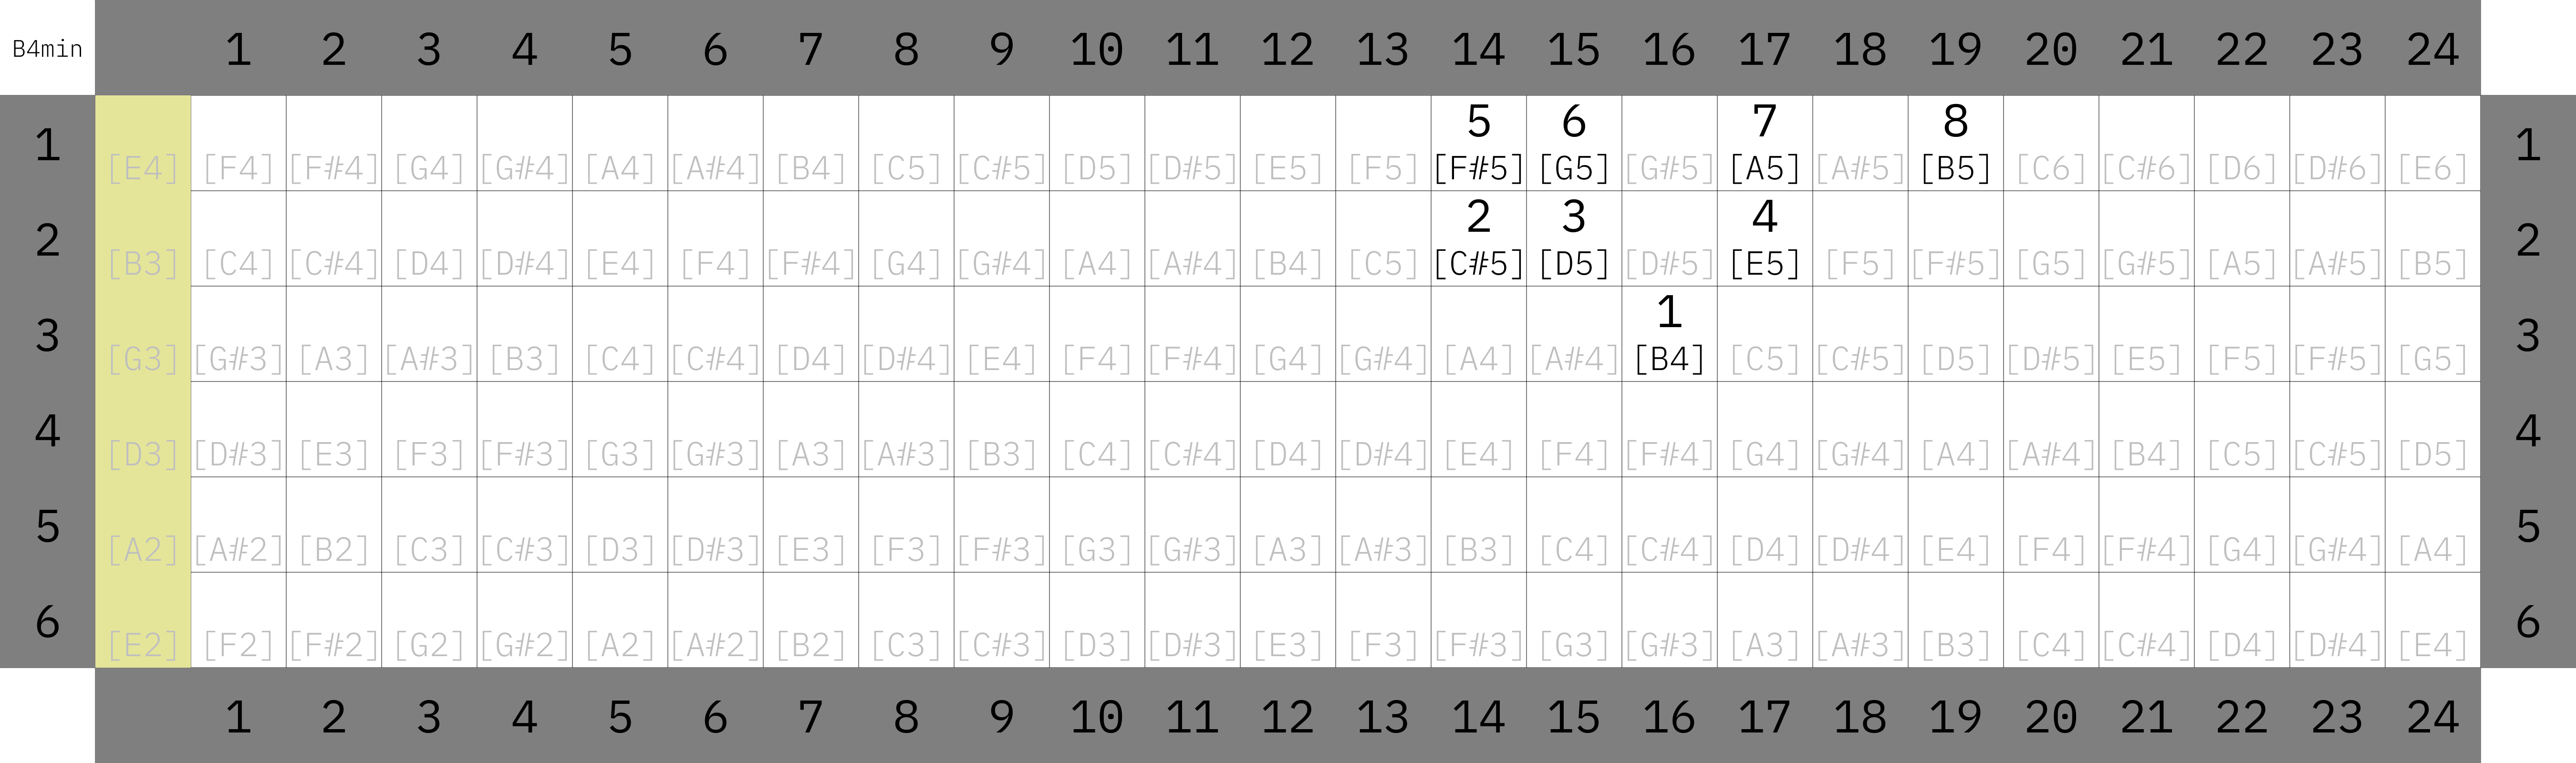 B4min 1 2 3 4 5 6 7 8 9 10 11 12 13 14 15 16 17 18 19 20 21 22 23 24
5 6 7 8
1 [E4] [F4] [F#4] [G4] [G#4] [A4] [A#4] [B4] [C5] [C#5] [D5] [D#5] [E5] [F5] [F#5] [G5] [G#5] [A5] [A#5] [B5] [C6] [C#6] [D6] [D#6] [E6] 1
2 3 4
2 [B3] [C4] [C#4] [D4] [D#4] [E4] [F4] [F#4] [G4] [G#4] [A4] [A#4] [B4] [C5] [C#5] [D5] [D#5] [E5] [F5] [F#5] [G5] [G#5] [A5] [A#5] [B5] 2
1
3 [G3] [G#3] [A3] [A#3] [B3] [C4] [C#4] [D4] [D#4] [E4] [F4] [F#4] [G4] [G#4] [A4] [A#4] [B4] [C5] [C#5] [D5] [D#5] [E5] [F5] [F#5] [G5] 3
4 [D3] [D#3] [E3] [F3] [F#3] [G3] [G#3] [A3] [A#3] [B3] [C4] [C#4] [D4] [D#4] [E4] [F4] [F#4] [G4] [G#4] [A4] [A#4] [B4] [C5] [C#5] [D5] 4
5 [A2] [A#2] [B2] [C3] [C#3] [D3] [D#3] [E3] [F3] [F#3] [G3] [G#3] [A3] [A#3] [B3] [C4] [C#4] [D4] [D#4] [E4] [F4] [F#4] [G4] [G#4] [A4] 5
6 [E2] [F2] [F#2] [G2] [G#2] [A2] [A#2] [B2] [C3] [C#3] [D3] [D#3] [E3] [F3] [F#3] [G3] [G#3] [A3] [A#3] [B3] [C4] [C#4] [D4] [D#4] [E4] 6
1 2 3 4 5 6 7 8 9 10 11 12 13 14 15 16 17 18 19 20 21 22 23 24